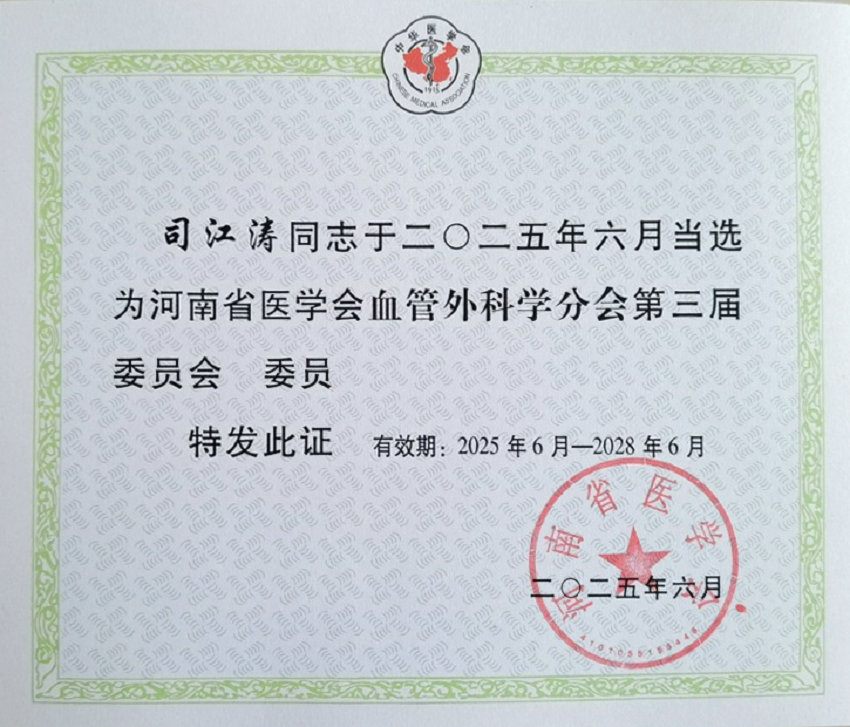 中华医学会
CHINESE MEDICAL ASSOCIATION
1915
司江涛同志于二〇二五年六月当选
为河南省医学会血管外科学分会第三届
委员会 委员
特发此证 有效期：2025年6月—2028年6月
河南省医学会
二〇二五年六月